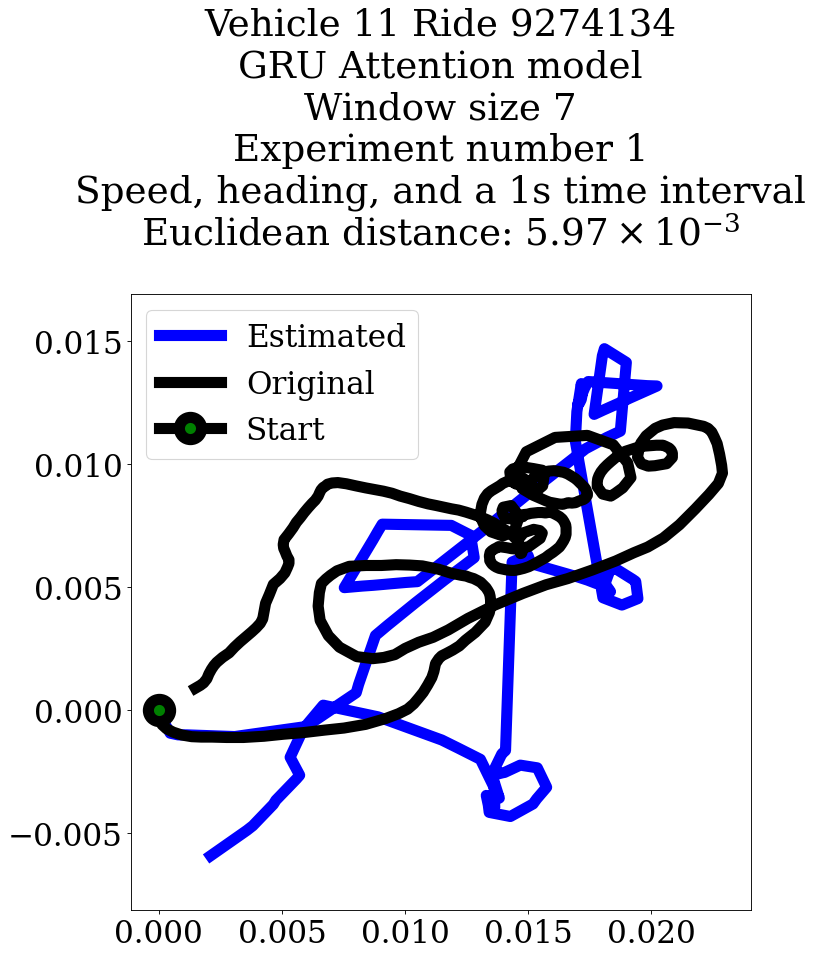 Vehicle 11 Ride 9274134
GRU Attention model
Window size 7
Experiment number 1
Speed, heading, and a 1s time interval
Euclidean distance: 5.97 × 10⁻³
Estimated
Original
Start
0.015
0.010
0.005
0.000
−0.005
0.000 0.005 0.010 0.015 0.020